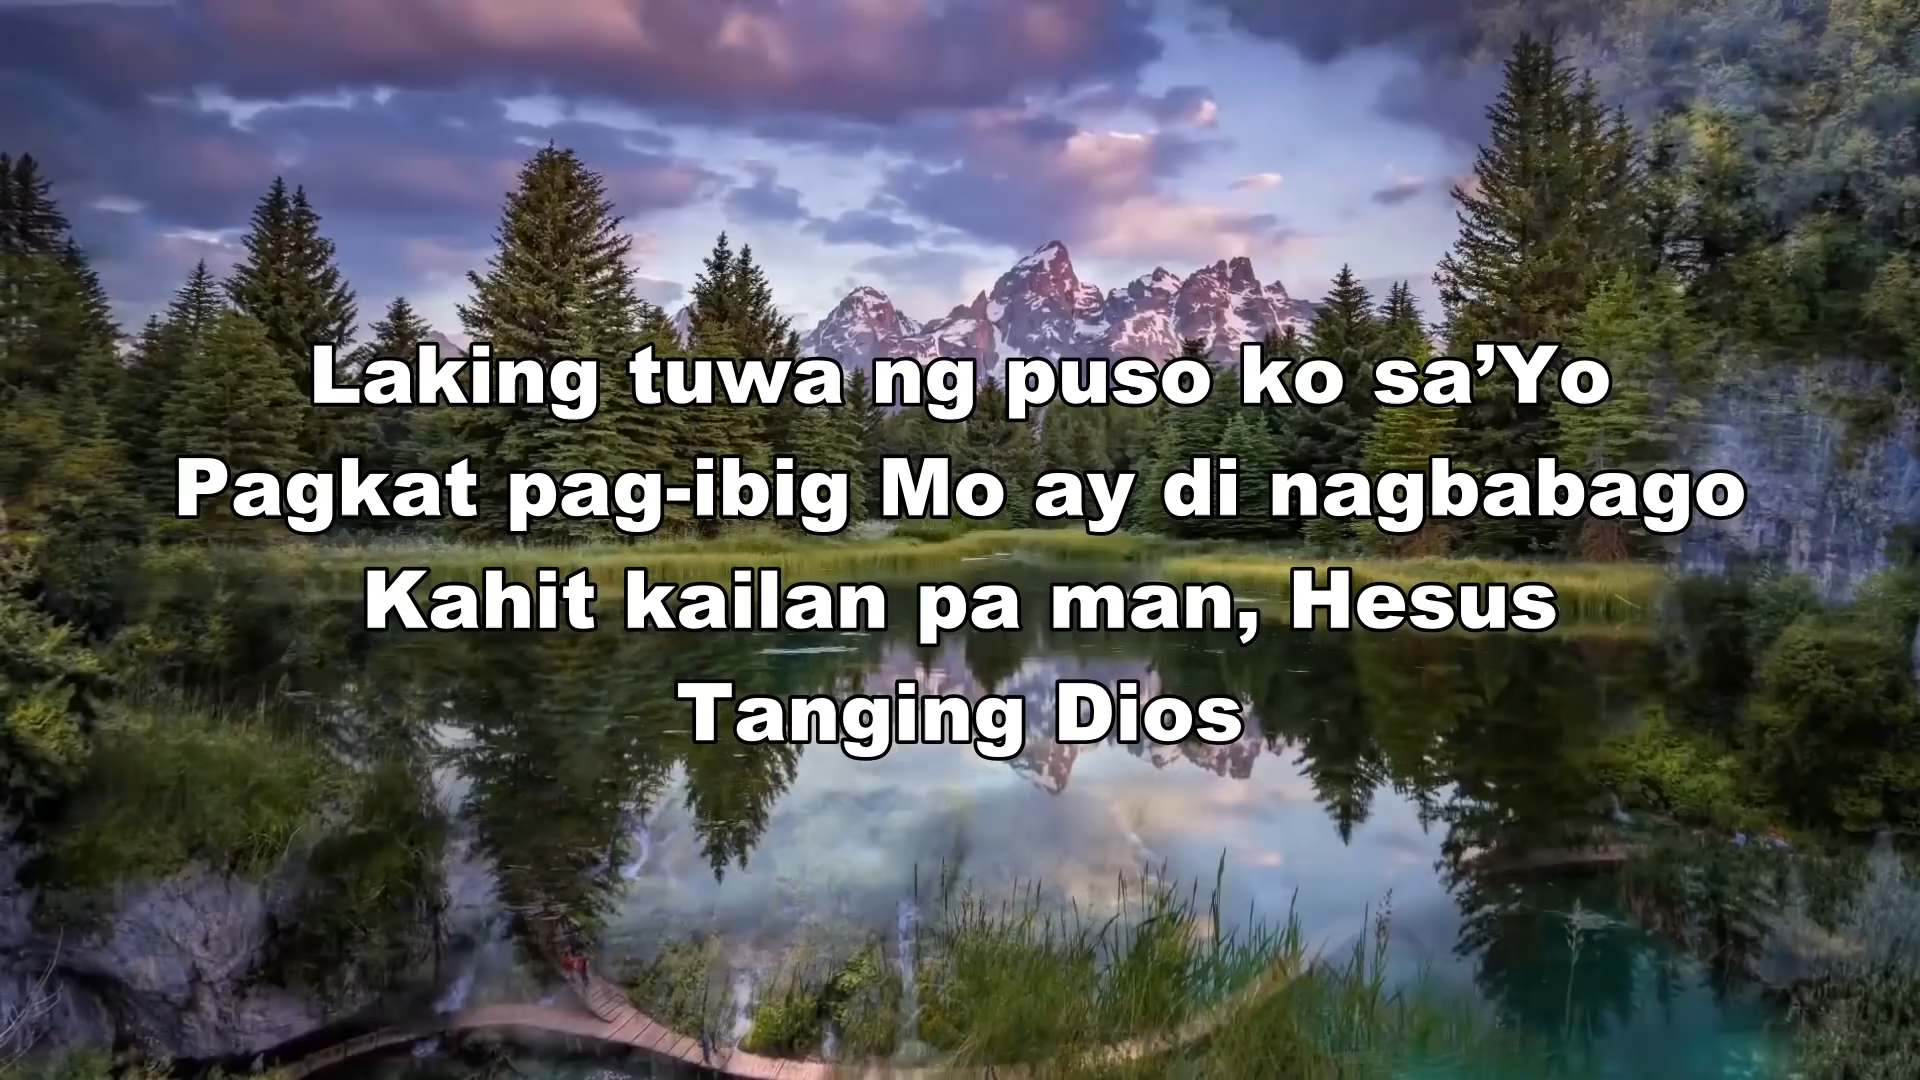 Laking tuwa ng puso ko sa’Yo
Pagkat pag-ibig Mo ay di nagbabago
Kahit kailan pa man, Hesus
Tanging Dios